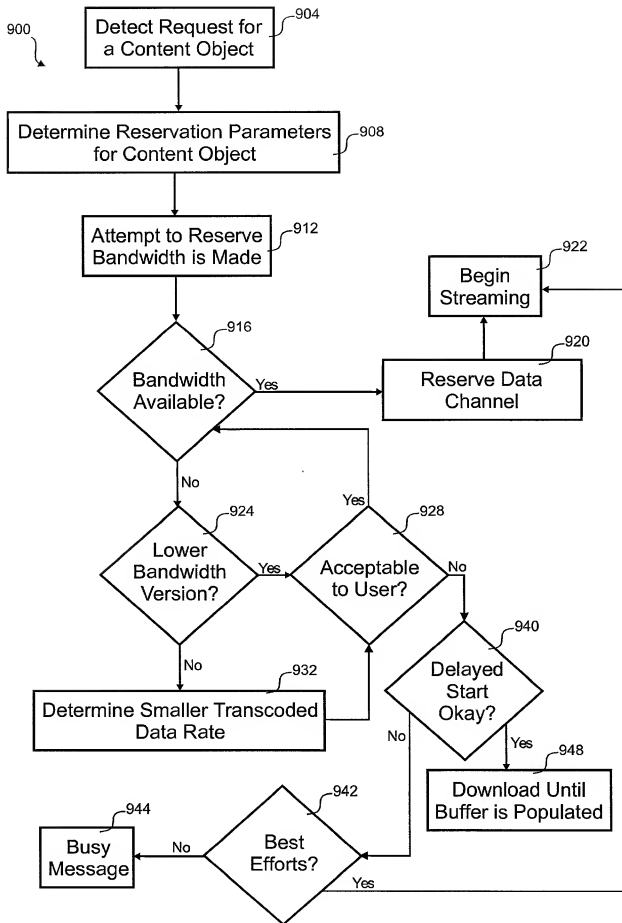 900
Detect Request for
a Content Object
904
Determine Reservation Parameters
for Content Object
908
Attempt to Reserve
Bandwidth is Made
912
Begin
Streaming
922
916
Bandwidth
Available?
Yes
920
Reserve Data
Channel
No
Yes
924
Lower
Bandwidth
Version?
Yes
928
Acceptable
to User?
No
No
932
Determine Smaller Transcoded
Data Rate
940
Delayed
Start
Okay?
No
Yes
948
Download Until
Buffer is Populated
942
Best
Efforts?
No
944
Busy
Message
Yes